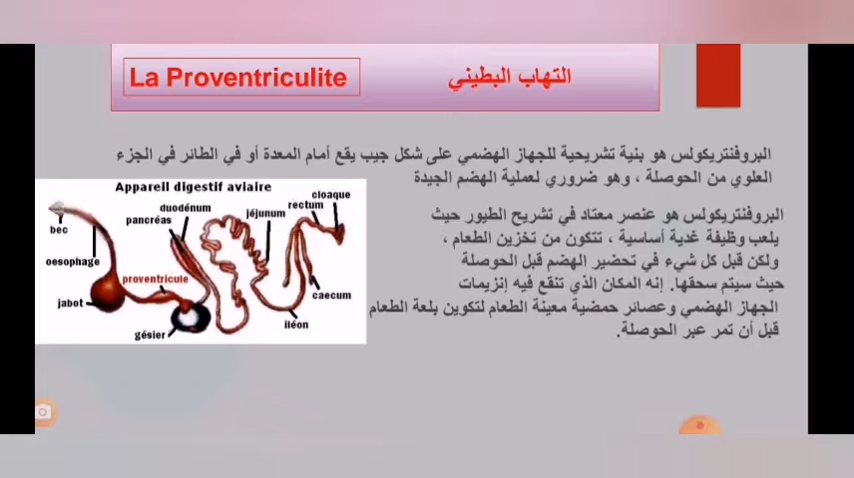 La Proventriculite
التهاب البطيني
البروفنتريكولس هو بنية تشريحية للجهاز الهضمي على شكل جيب يقع أمام المعدة أو في الطائر في الجزء
العلوي من الحوصلة ، وهو ضروري لعملية الهضم الجيدة
البروفنتريكولس هو عنصر معتاد في تشريح الطيور حيث
يلعب وظيفة غدية أساسية ، تتكون من تخزين الطعام ،
ولكن قبل كل شيء في تحضير الهضم قبل الحوصلة
حيث سيتم سحقها. إنه المكان الذي تنقع فيه إنزيمات
الجهاز الهضمي وعصائر حمضية معينة الطعام لتكوين بلعة الطعام
قبل أن تمر عبر الحوصلة.
Appareil digestif aviaire
cloaque
rectum
duodénum
jéjunum
pancréas
bec
oesophage
proventricule
caecum
jabot
iléon
gésier